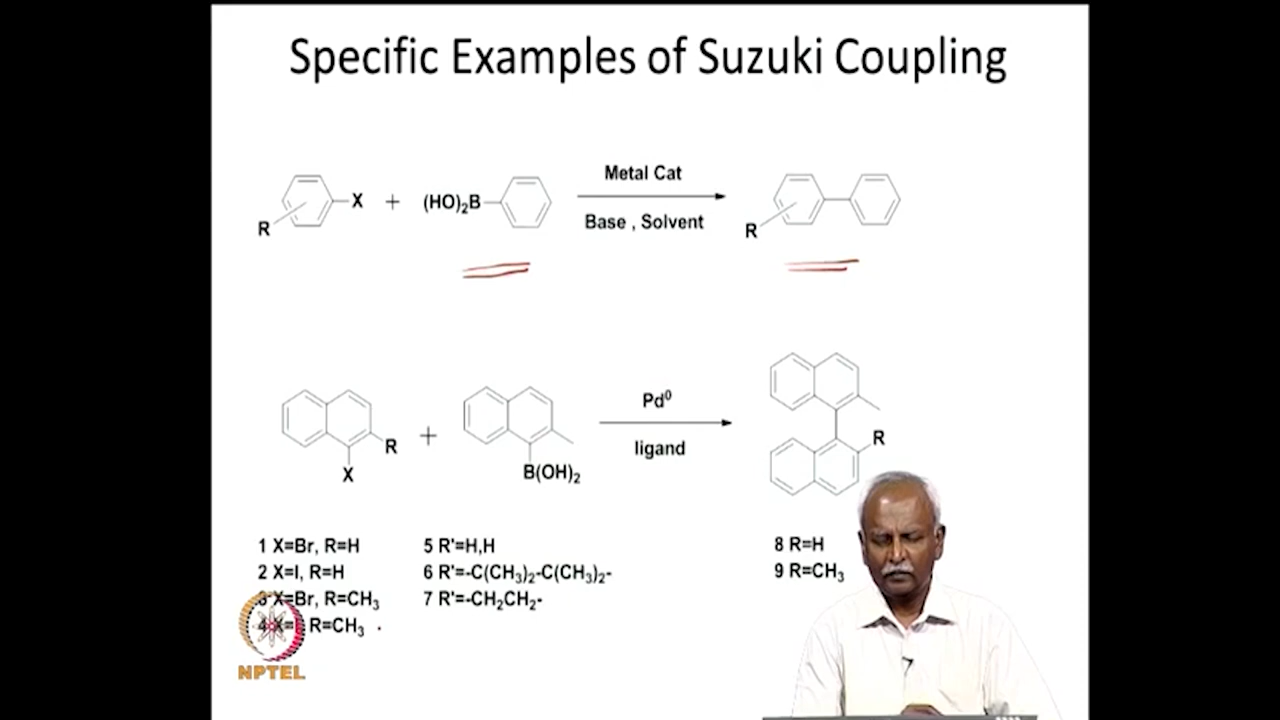 Specific Examples of Suzuki Coupling
Metal Cat
X + (HO)₂B
Base , Solvent
R
R
Pd⁰
+
ligand
R
R
X
B(OH)₂
1 X=Br, R=H
5 R'=H,H
8 R=H
2 X=I, R=H
6 R'=-C(CH₃)₂-C(CH₃)₂-
9 R=CH₃
X=Br, R=CH₃
7 R'=-CH₂CH₂-
4 X= R=CH₃ .
NPTEL